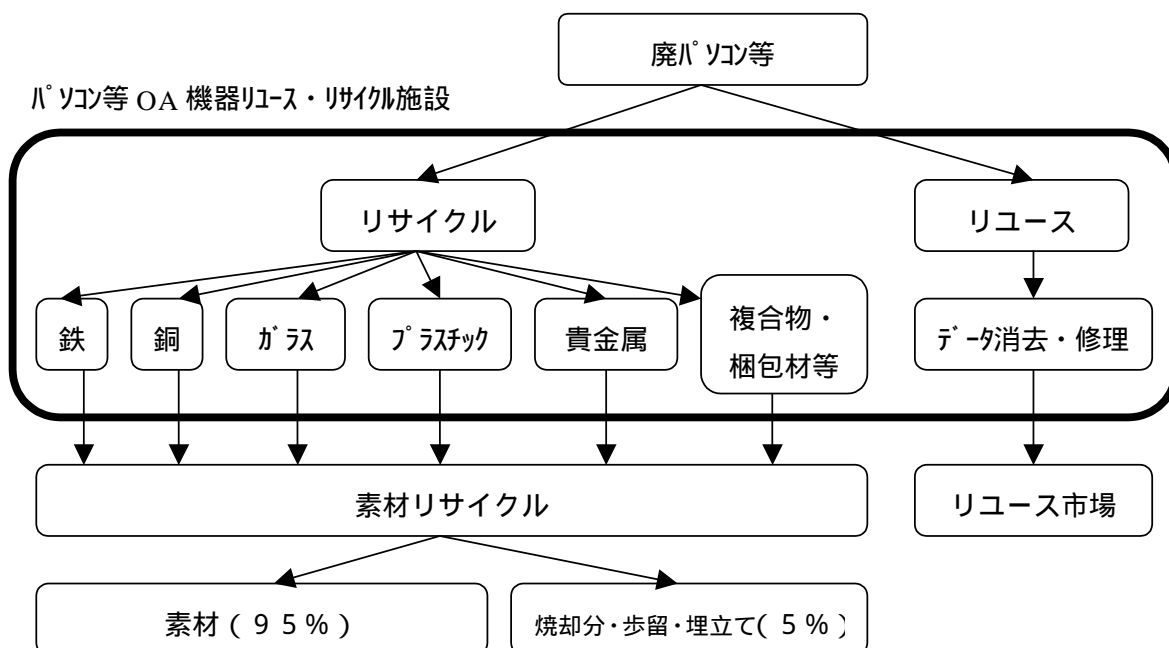 廃ﾊﾟｿｺﾝ等
ﾊﾟｿｺﾝ等 OA 機器ﾘﾕｰｽ・ﾘｻｲｸﾙ施設
リサイクル
リユース
鉄
銅
ｶﾞﾗｽ
ﾌﾟﾗｽﾁｯｸ
貴金属
複合物・
梱包材等
ﾃﾞｰﾀ消去・修理
素材リサイクル
リユース市場
素材（９５％）
焼却分・歩留・埋立て（５％）